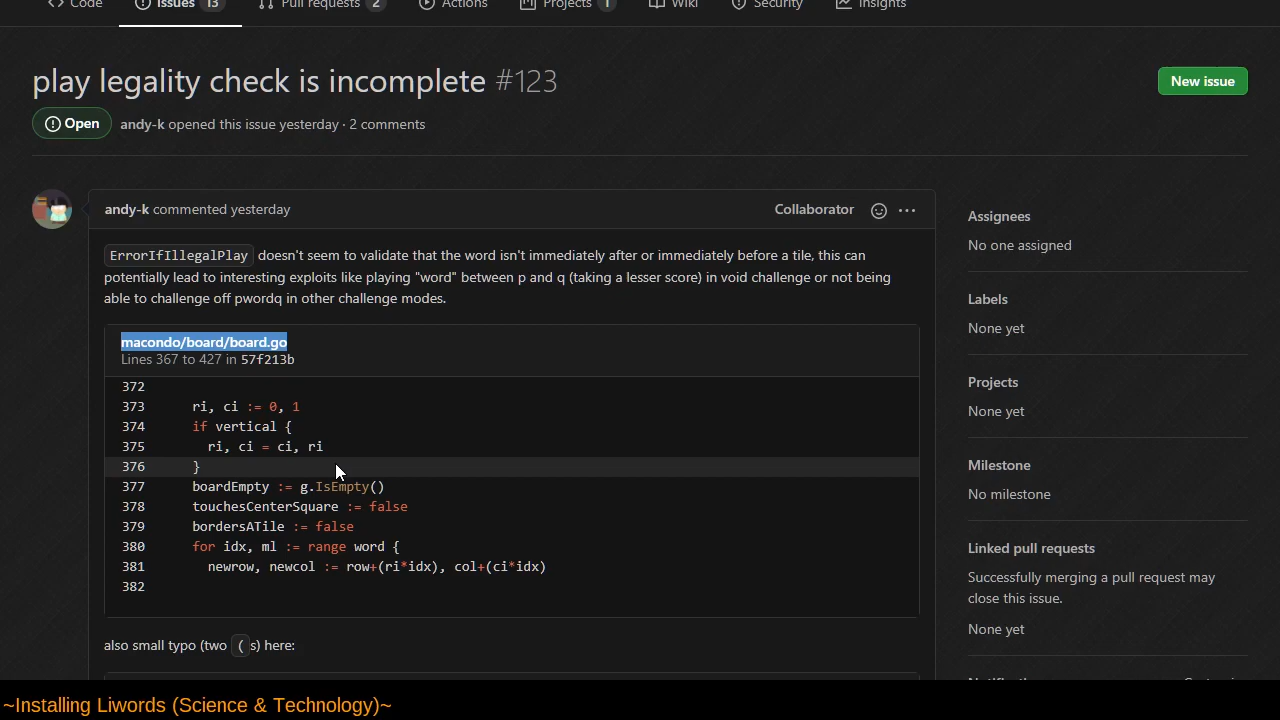 Code
Issues 13
Pull requests 2
Actions
Projects 1
Wiki
Security
Insights
play legality check is incomplete #123
New issue
Open
andy-k opened this issue yesterday · 2 comments
andy-k commented yesterday
Collaborator
ErrorIfIllegalPlay doesn't seem to validate that the word isn't immediately after or immediately before a tile, this can
potentially lead to interesting exploits like playing "word" between p and q (taking a lesser score) in void challenge or not being
able to challenge off pwordq in other challenge modes.
macondo/board/board.go
Lines 367 to 427 in 57f213b
372
373 ri, ci := 0, 1
374 if vertical {
375 ri, ci = ci, ri
376 }
377 boardEmpty := g.IsEmpty()
378 touchesCenterSquare := false
379 bordersATile := false
380 for idx, ml := range word {
381 newrow, newcol := row+(ri*idx), col+(ci*idx)
382
also small typo (two ( s) here:
Assignees
No one assigned
Labels
None yet
Projects
None yet
Milestone
No milestone
Linked pull requests
Successfully merging a pull request may
close this issue.
None yet
~Installing Liwords (Science & Technology)~